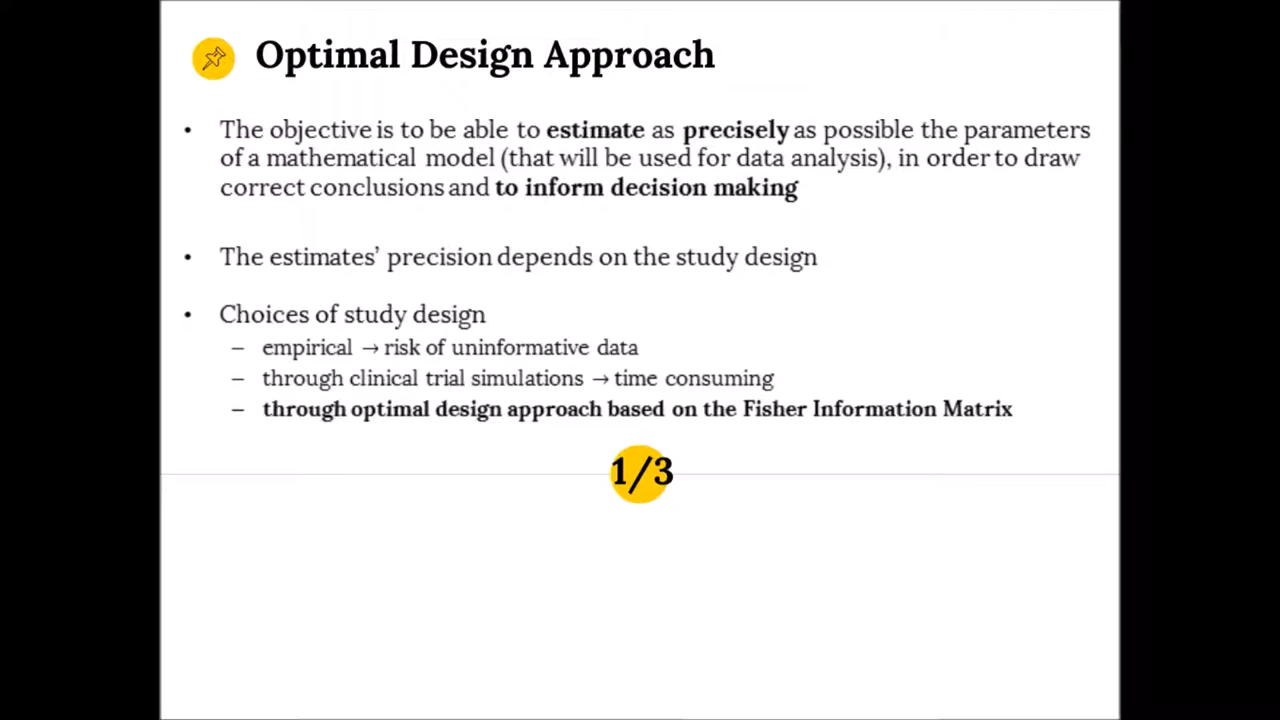 Optimal Design Approach
• The objective is to be able to estimate as precisely as possible the parameters
of a mathematical model (that will be used for data analysis), in order to draw
correct conclusions and to inform decision making
• The estimates’ precision depends on the study design
• Choices of study design
– empirical → risk of uninformative data
– through clinical trial simulations → time consuming
– through optimal design approach based on the Fisher Information Matrix
1/3